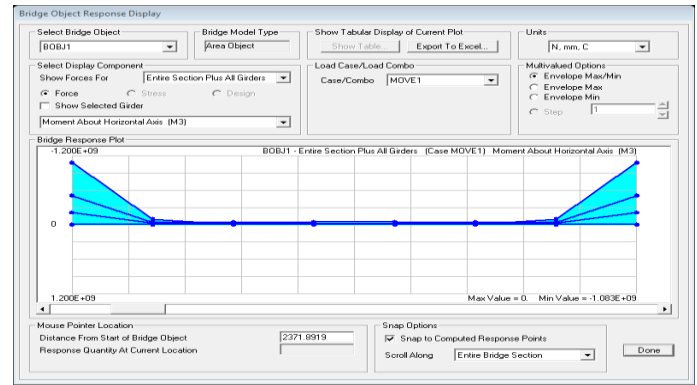 Bridge Object Response Display
Select Bridge Object
BOBJ1
Bridge Model Type
Area Object
Show Tabular Display of Current Plot
Show Table...
Export To Excel...
Units
N, mm, C
Select Display Component
Show Forces For
Entire Section Plus All Girders
Force
Stress
Design
Show Selected Girder
Moment About Horizontal Axis (M3)
Load Case/Load Combo
Case/Combo
MOVE1
Multivalued Options
Envelope Max/Min
Envelope Max
Envelope Min
Step
1
Bridge Response Plot
-1.200E+09
BOBJ1 - Entire Section Plus All Girders (Case MOVE1) Moment About Horizontal Axis (M3)
0
1.200E+09
Max Value = 0. Min Value = -1.083E+09
Mouse Pointer Location
Distance From Start of Bridge Object
2371.8919
Response Quantity At Current Location
Snap Options
Snap to Computed Response Points
Scroll Along
Entire Bridge Section
Done